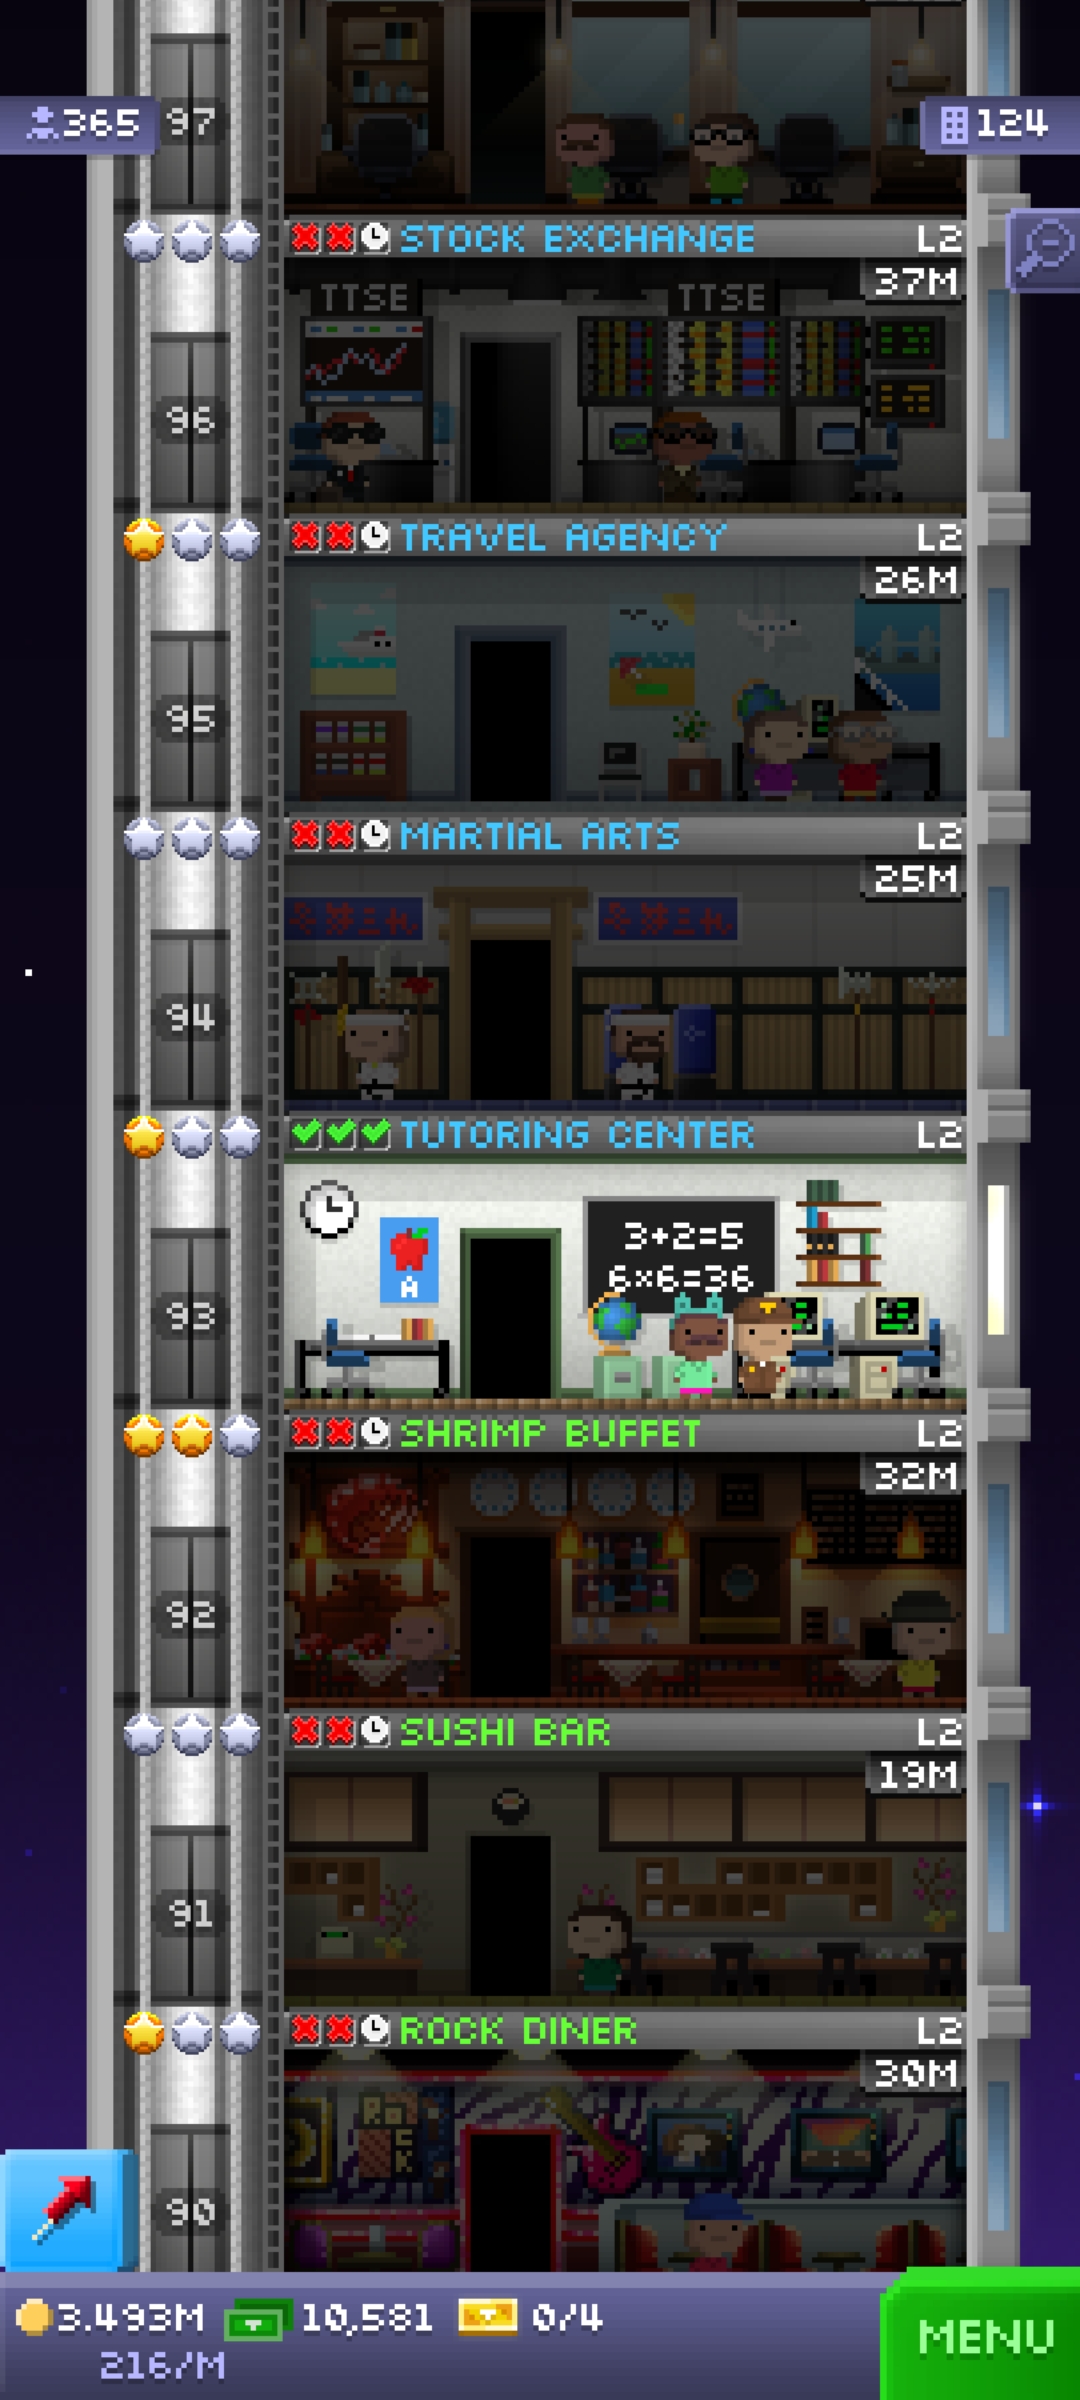 365
97
124
STOCK EXCHANGE L2
37M
TTSE TTSE
96
TRAVEL AGENCY L2
26M
95
MARTIAL ARTS L2
25M
94
TUTORING CENTER L2
3+2=5
A
6×6=36
93
SHRIMP BUFFET L2
32M
92
SUSHI BAR L2
19M
91
ROCK DINER L2
30M
ROCK
90
3.493M 10,581 0/4
216/M
MENU